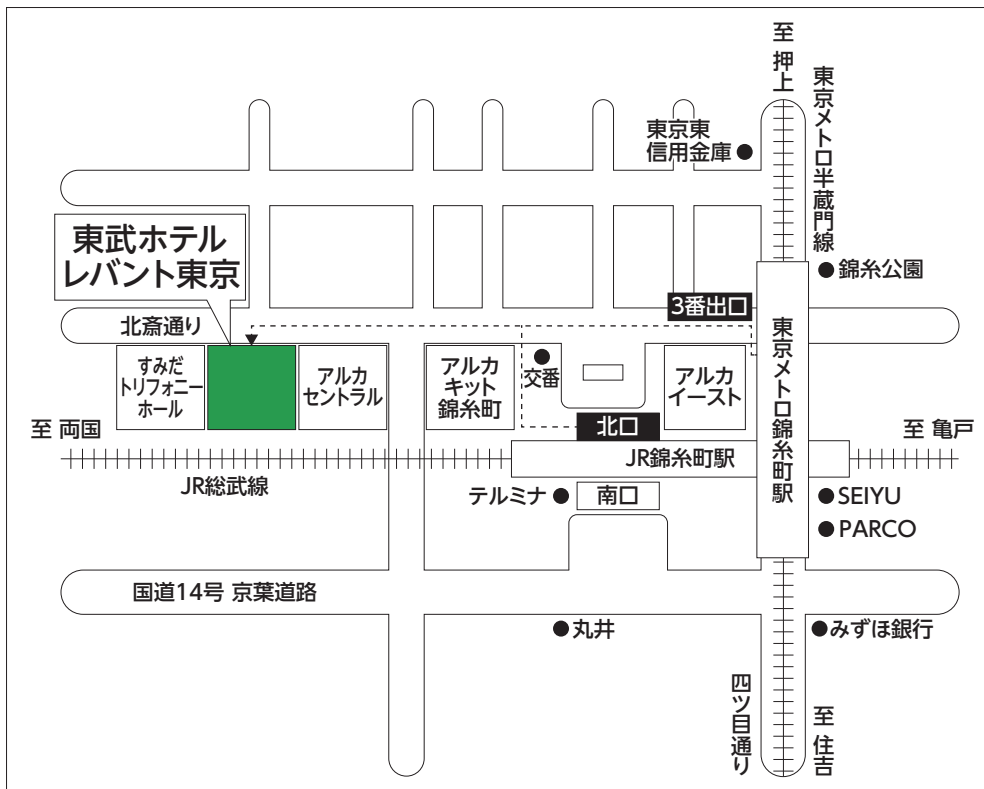 至 押上
東京メトロ半蔵門線
東京東
信用金庫
東武ホテル
レバント東京
錦糸公園
3番出口
北斎通り
すみだ
トリフォニー
ホール
アルカ
セントラル
アルカ
キット
錦糸町
交番
アルカ
イースト
東京メトロ錦糸町駅
北口
至 両国
至 亀戸
JR錦糸町駅
JR総武線
テルミナ
南口
SEIYU
PARCO
国道14号 京葉道路
丸井
みずほ銀行
四ツ目通り
至 住吉